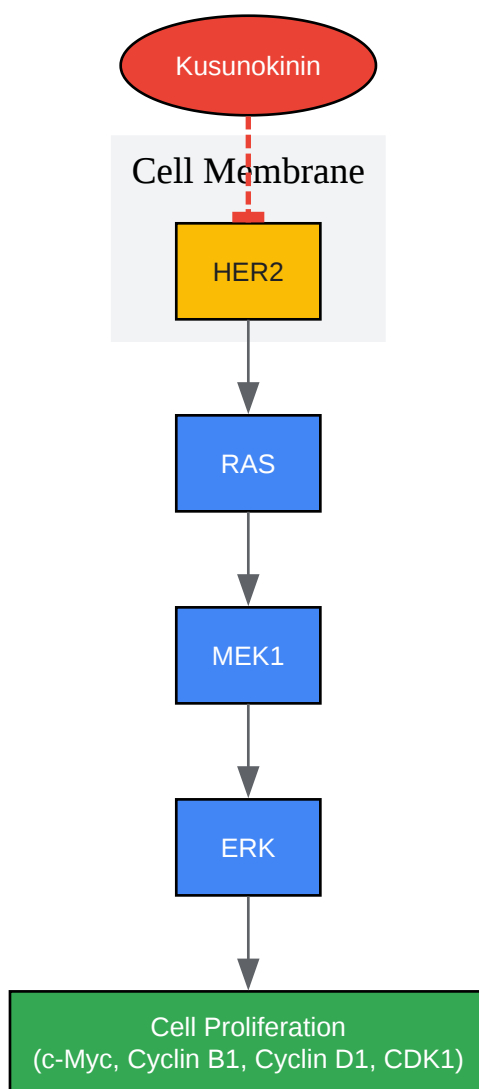 Kusunokinin
Cell Membrane
HER2
RAS
MEK1
ERK
Cell Proliferation
(c-Myc, Cyclin B1, Cyclin D1, CDK1)